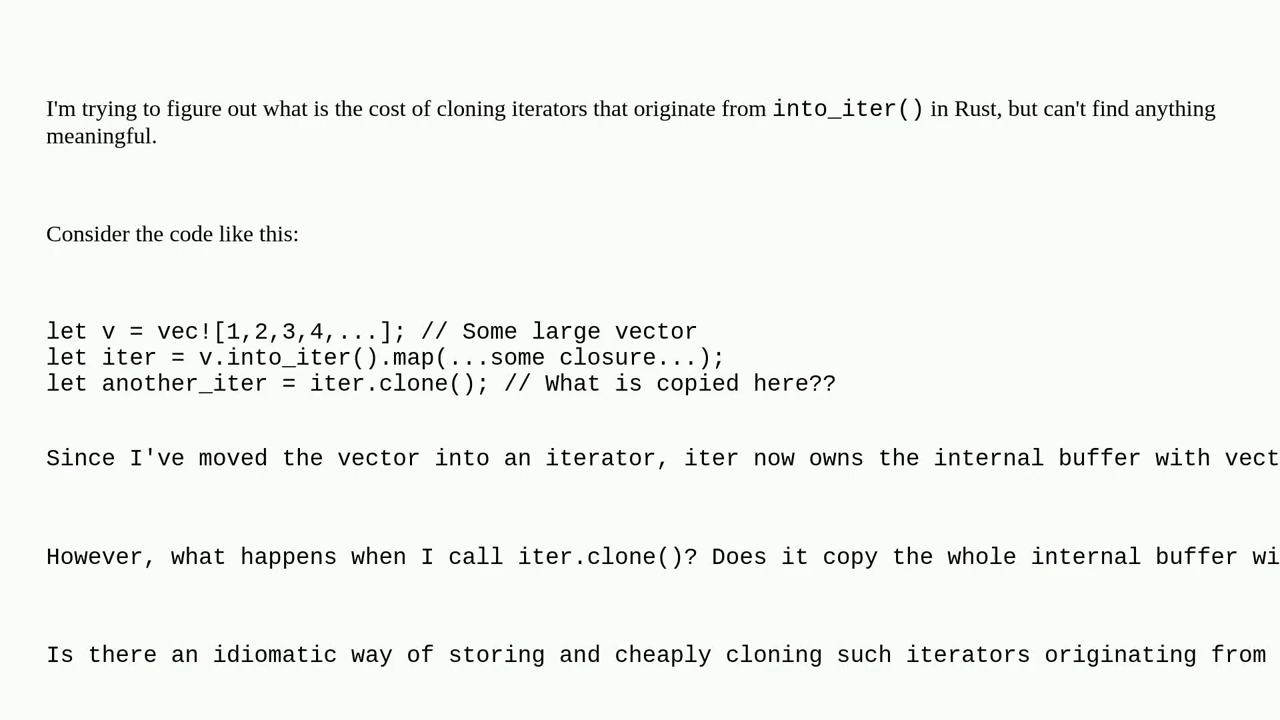 I'm trying to figure out what is the cost of cloning iterators that originate from into_iter() in Rust, but can't find anything
meaningful.
Consider the code like this:
let v = vec![1,2,3,4,...]; // Some large vector
let iter = v.into_iter().map(...some closure...);
let another_iter = iter.clone(); // What is copied here??
Since I've moved the vector into an iterator, iter now owns the internal buffer with
However, what happens when I call iter.clone()? Does it copy the whole internal buffer
Is there an idiomatic way of storing and cheaply cloning such iterators originating from